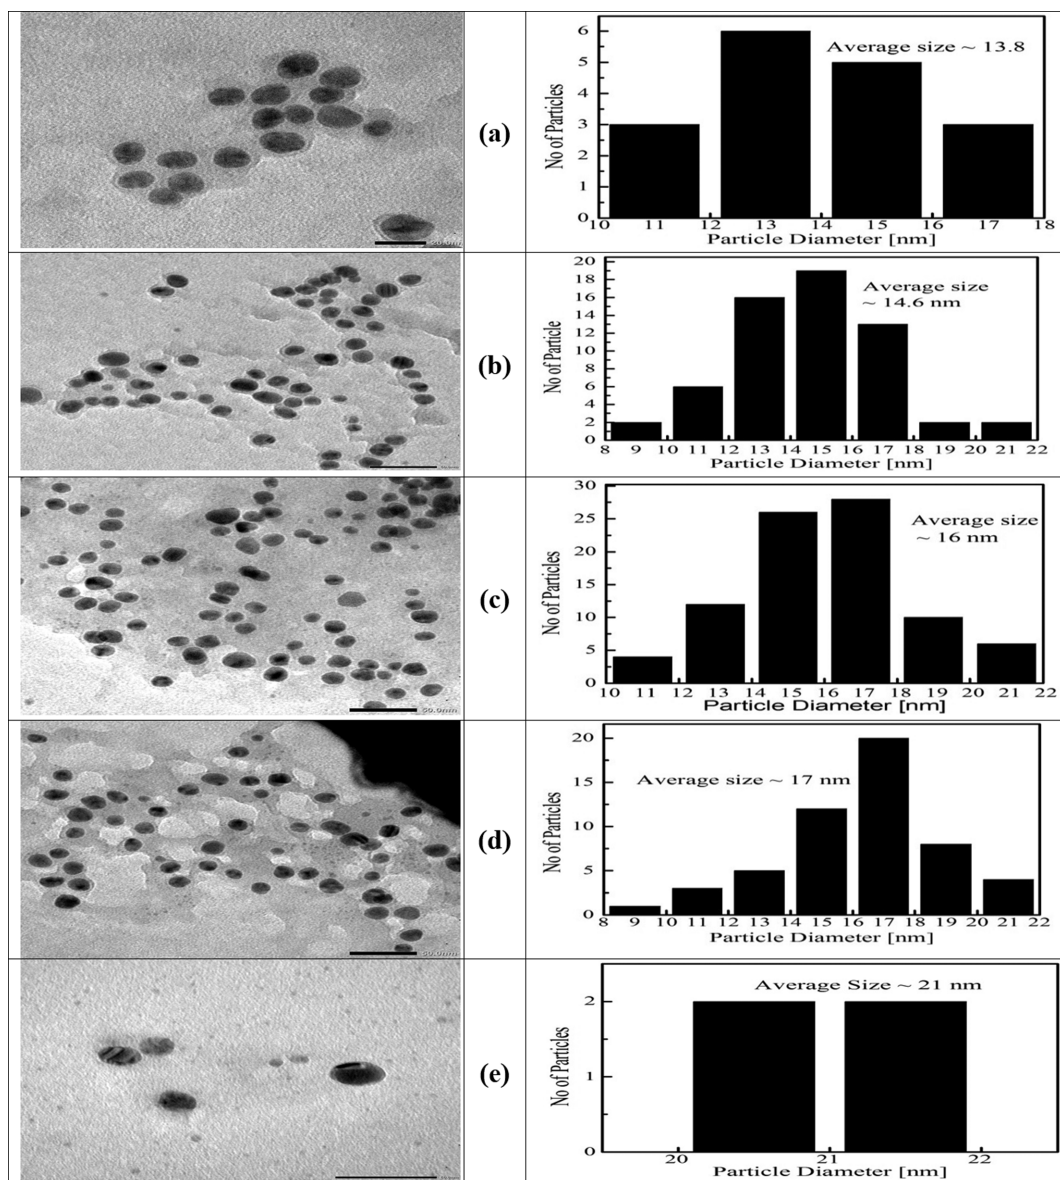 (a)
6
5
4
3
2
1
0
No of Particles
Average size ~ 13.8
10 11 12 13 14 15 16 17 18
Particle Diameter [nm]
(b)
20
18
16
14
12
10
8
6
4
2
0
No of Particle
Average size
~ 14.6 nm
8 9 10 11 12 13 14 15 16 17 18 19 20 21 22
Particle Diameter [nm]
50.0nm
(c)
30
25
20
15
10
5
0
No of Particles
Average size
~ 16 nm
10 11 12 13 14 15 16 17 18 19 20 21 22
Particle Diameter [nm]
50.0nm
(d)
20
15
10
5
0
No of Particles
Average size ~ 17 nm
8 9 10 11 12 13 14 15 16 17 18 19 20 21 22
Particle Diameter [nm]
(e)
2
1
0
No of Particles
Average Size ~ 21 nm
20 21 22
Particle Diameter [nm]